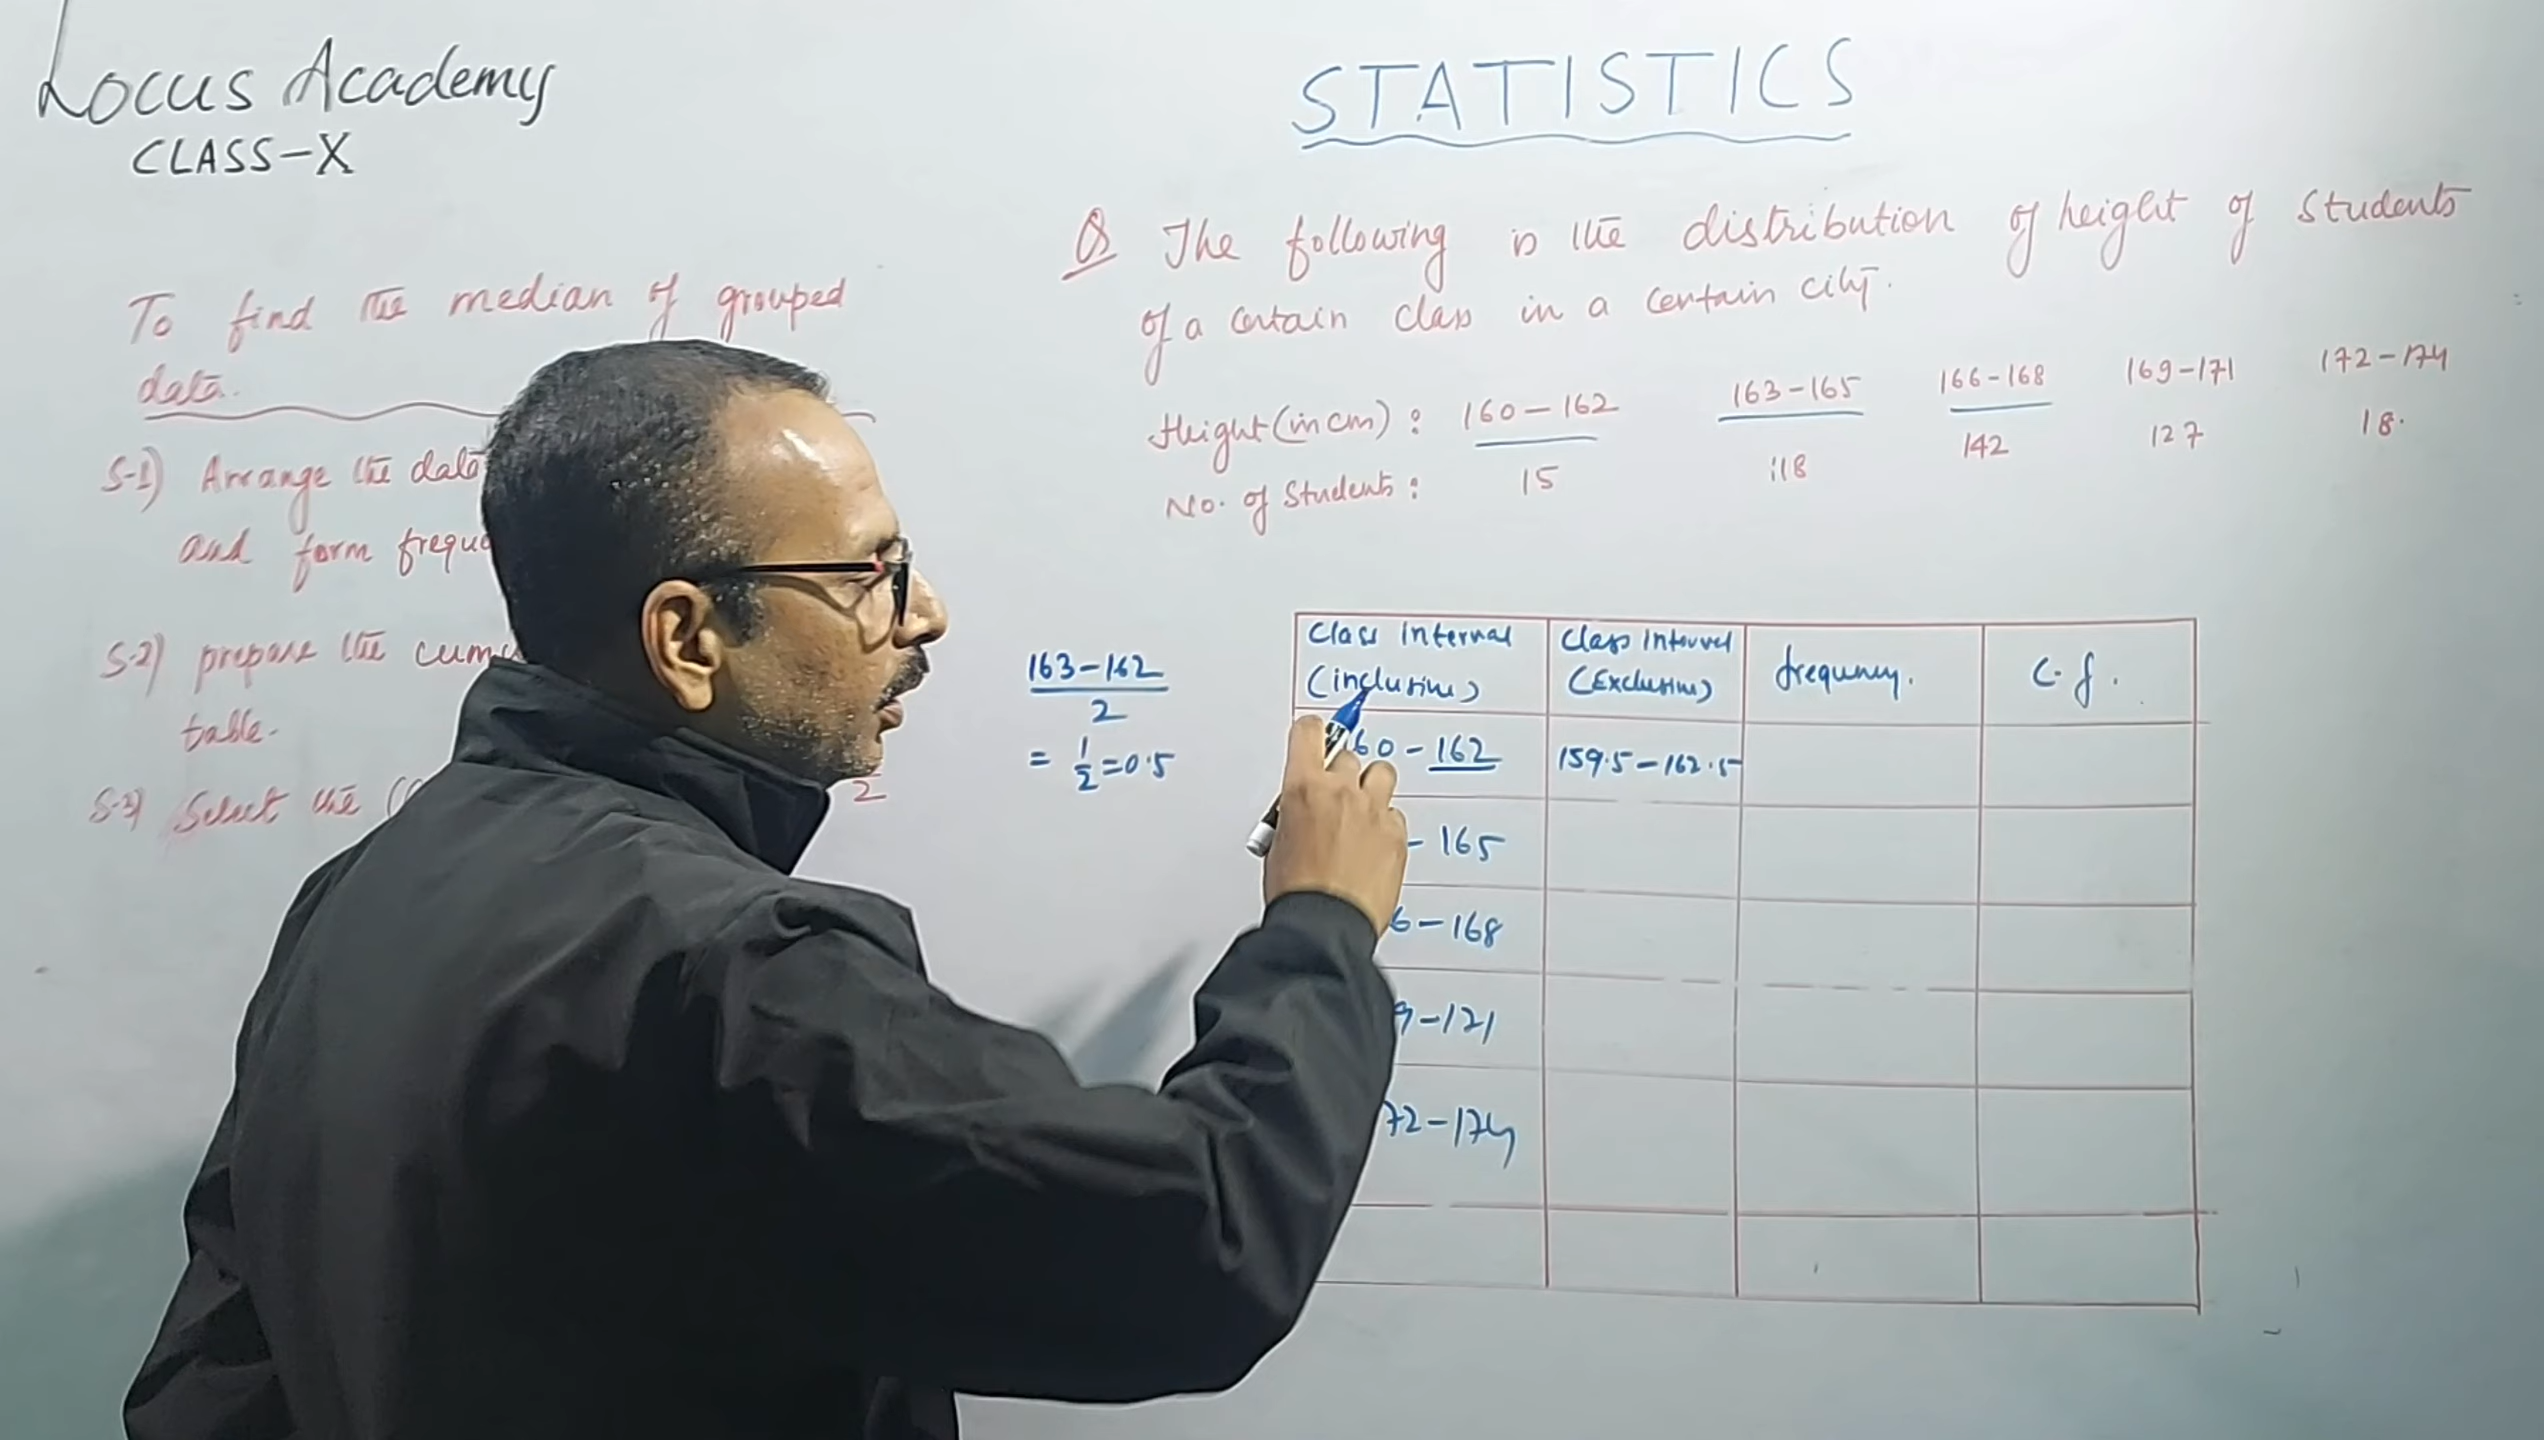 Locus Academy
CLASS-X
To find the median of grouped
data.
S-1) Arrange the data
and form
S-2) prepare the
table.
S-3) Select the
2
STATISTICS
Q The following is the distribution of height of students
of a certain class in a certain city.
Height (in cm) : 160-162 163-165 166-168 169-171 172-174
No. of Students : 15 118 142 127 18.
163-162
2
= 1/2 = 0.5
Class Interval (inclusive) Class Interval (Exclusive) frequency. C.f.
60-162 159.5-162.5
- 165
6-168
9-171
72-174